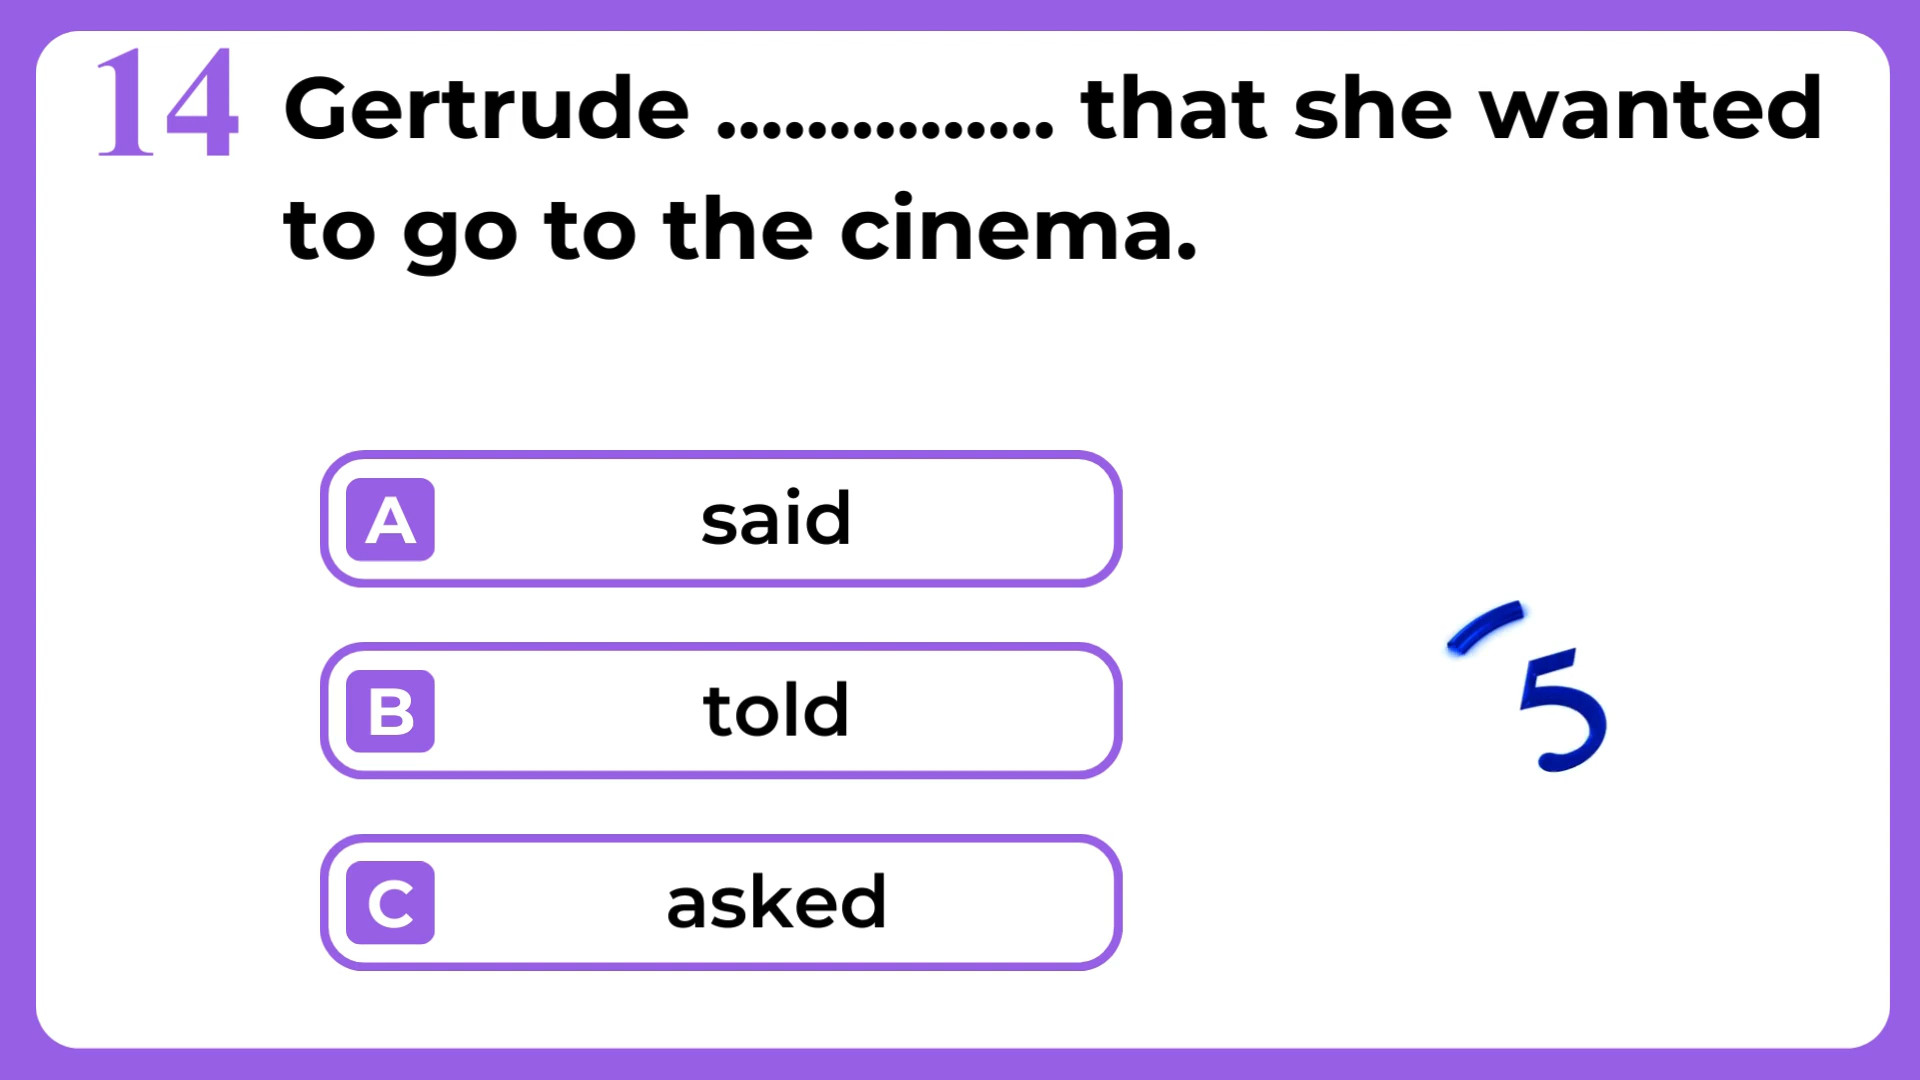 14 Gertrude ............... that she wanted
to go to the cinema.
A said
B told
5
C asked